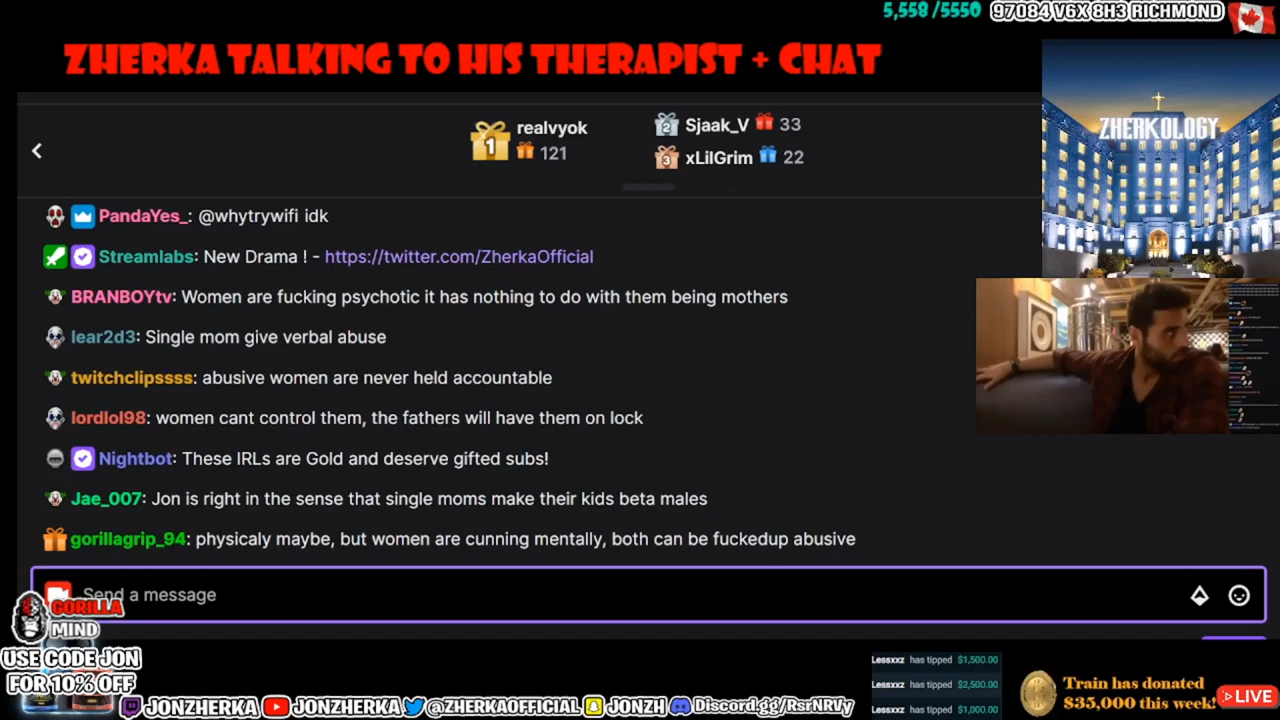 5,558 /5550
97084 V6X 8H3 RICHMOND
ZHERKA TALKING TO HIS THERAPIST + CHAT
1 realvyok
121
2 Sjaak_V 33
3 xLilGrim 22
ZHERKOLOGY
PandaYes_: @whytrywifi idk
Streamlabs: New Drama ! - https://twitter.com/ZherkaOfficial
BRANBOYtv: Women are fucking psychotic it has nothing to do with them being mothers
lear2d3: Single mom give verbal abuse
twitchclipssss: abusive women are never held accountable
lordlol98: women cant control them, the fathers will have them on lock
Nightbot: These IRLs are Gold and deserve gifted subs!
Jae_007: Jon is right in the sense that single moms make their kids beta males
gorillagrip_94: physicaly maybe, but women are cunning mentally, both can be fuckedup abusive
Send a message
GORILLA
MIND
USE CODE JON
FOR 10% OFF
Lessxxz has tipped $1,500.00
Lessxxz has tipped $2,500.00
Lessxxz has tipped $1,000.00
Train has donated
$35,000 this week!
LIVE
JONZHERKA JONZHERKA @ZHERKAOFFICIAL JONZH Discord.gg/RsrNRVy